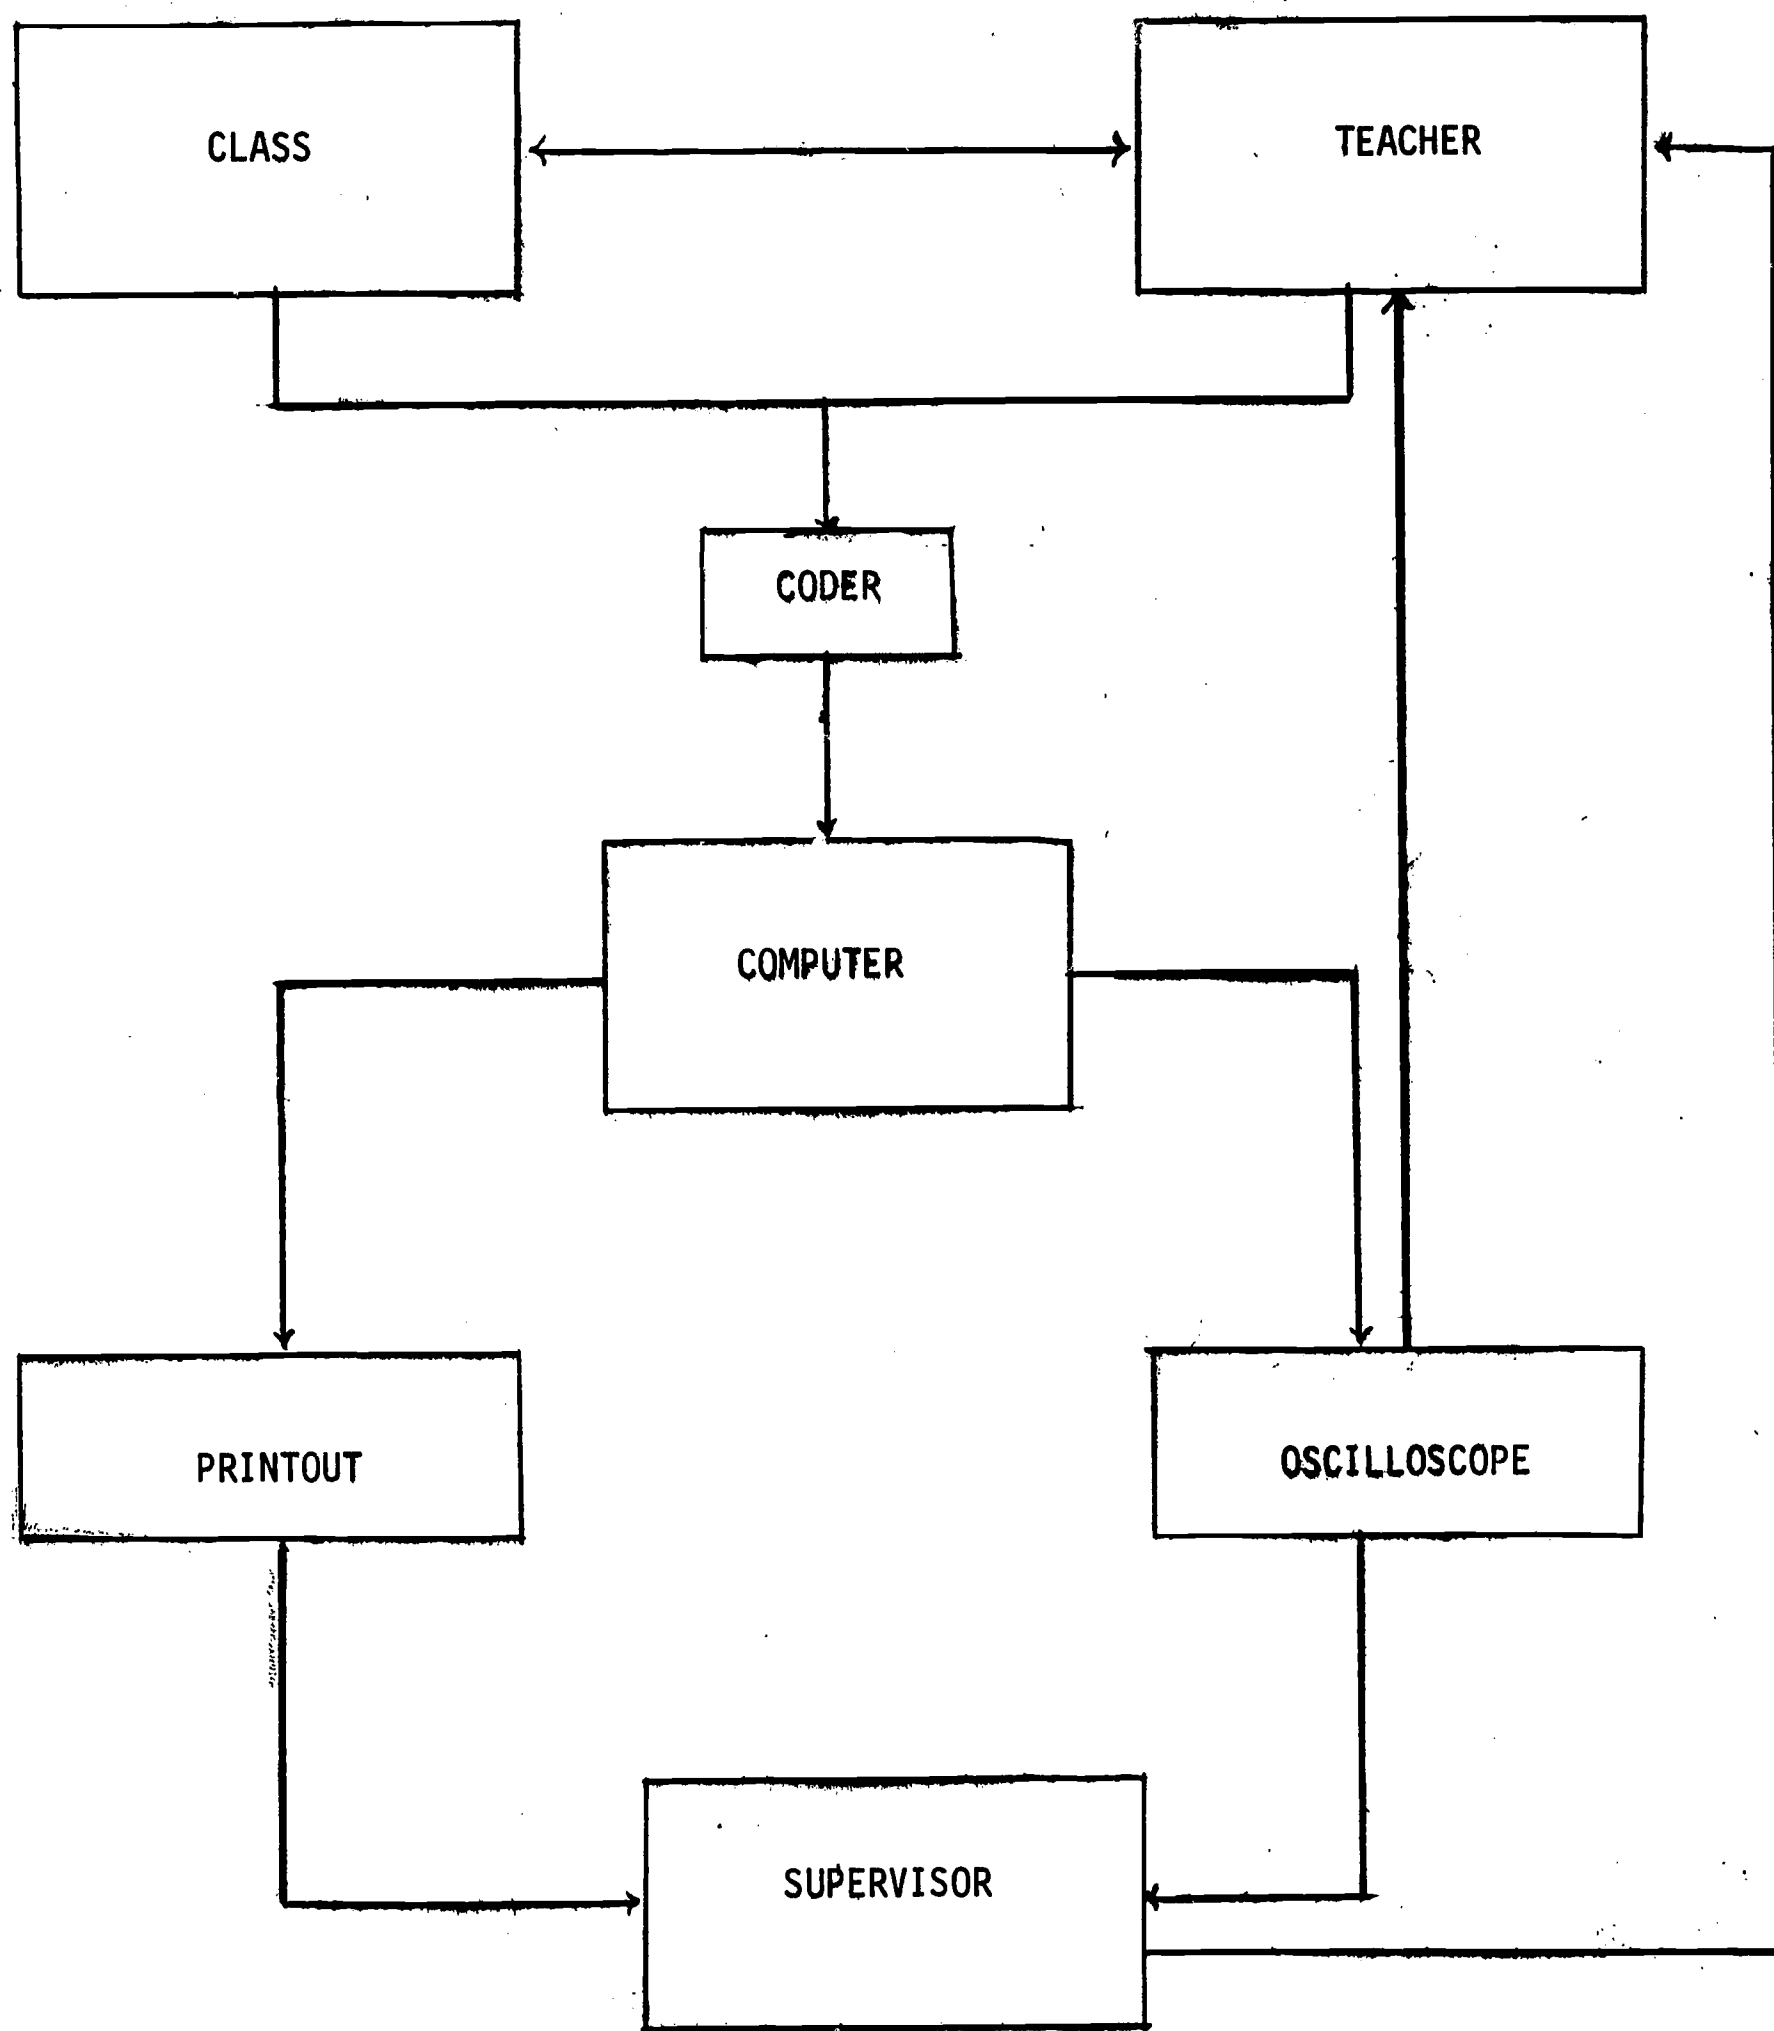 CLASS
TEACHER
CODER
COMPUTER
PRINTOUT
OSCILLOSCOPE
SUPERVISOR